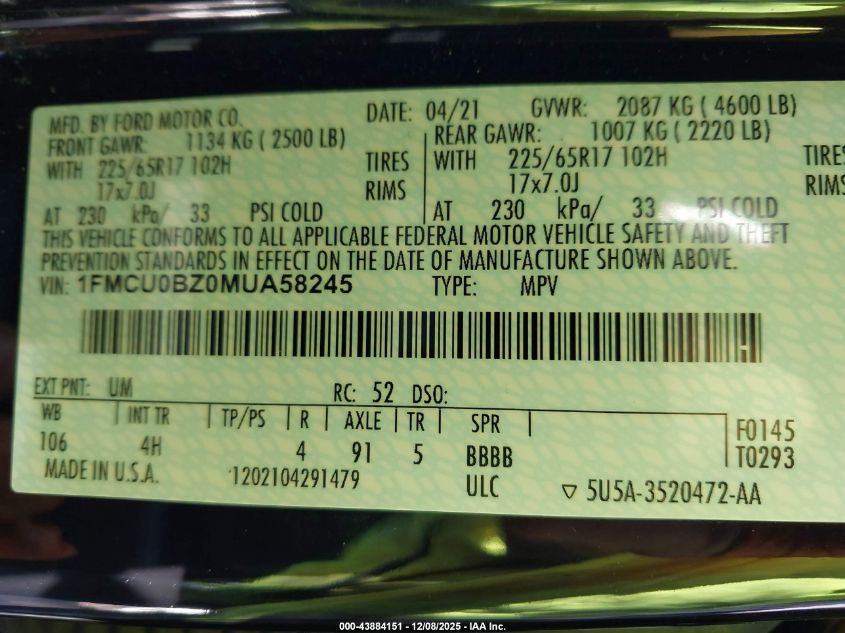 MFD. BY FORD MOTOR CO.
DATE: 04/21 GVWR: 2087 KG ( 4600 LB)
FRONT GAWR: 1134 KG ( 2500 LB)
REAR GAWR: 1007 KG ( 2220 LB)
WITH 225/65R17 102H TIRES
WITH 225/65R17 102H TIRES
17x7.0J RIMS
17x7.0J RIMS
AT 230 kPa/ 33 PSI COLD
AT 230 kPa/ 33 PSI COLD
THIS VEHICLE CONFORMS TO ALL APPLICABLE FEDERAL MOTOR VEHICLE SAFETY AND THEFT
PREVENTION STANDARDS IN EFFECT ON THE DATE OF MANUFACTURE SHOWN ABOVE.
VIN: 1FMCU0BZ0MUA58245 TYPE: MPV
EXT PNT: UM RC: 52 DSO:
WB INT TR TP/PS R AXLE TR SPR
106 4H 4 91 5 BBBB
F0145
T0293
MADE IN U.S.A. 1202104291479 ULC ▽ 5U5A-3520472-AA
000-43884151 - 12/08/2025 - IAA Inc.